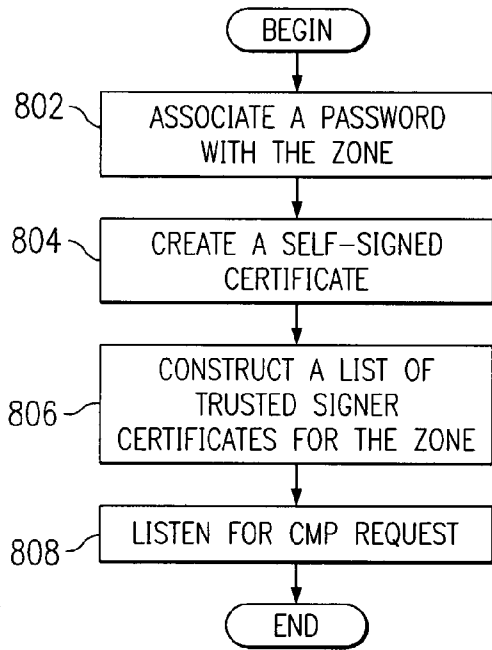 BEGIN
802
ASSOCIATE A PASSWORD
WITH THE ZONE
804
CREATE A SELF-SIGNED
CERTIFICATE
806
CONSTRUCT A LIST OF
TRUSTED SIGNER
CERTIFICATES FOR THE ZONE
808
LISTEN FOR CMP REQUEST
END